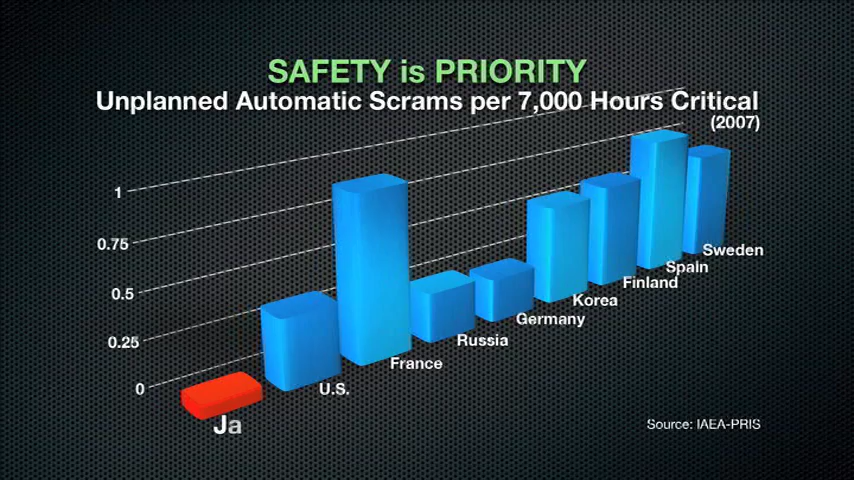 SAFETY is PRIORITY
Unplanned Automatic Scrams per 7,000 Hours Critical
(2007)
1
0.75
0.5
0.25
0
Sweden
Spain
Finland
Korea
Germany
Russia
France
U.S.
Ja
Source: IAEA-PRIS